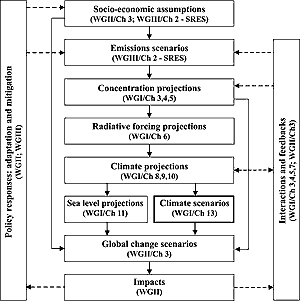 Socio-economic assumptions
(WGII/Ch 3; WGIII/Ch 2 - SRES)
Emissions scenarios
(WGIII/Ch 2 - SRES)
Concentration projections
(WGI/Ch 3,4,5)
Radiative forcing projections
(WGI/Ch 6)
Climate projections
(WGI/Ch 8,9,10)
Sea level projections
(WGI/Ch 11)
Climate scenarios
(WGI/Ch 13)
Global change scenarios
(WGII/Ch 3)
Impacts
(WGII)
Policy responses: adaptation and mitigation
(WGII; WGIII)
Interactions and feedbacks
(WGI/Ch 3,4,5,7; WGII/Ch3)